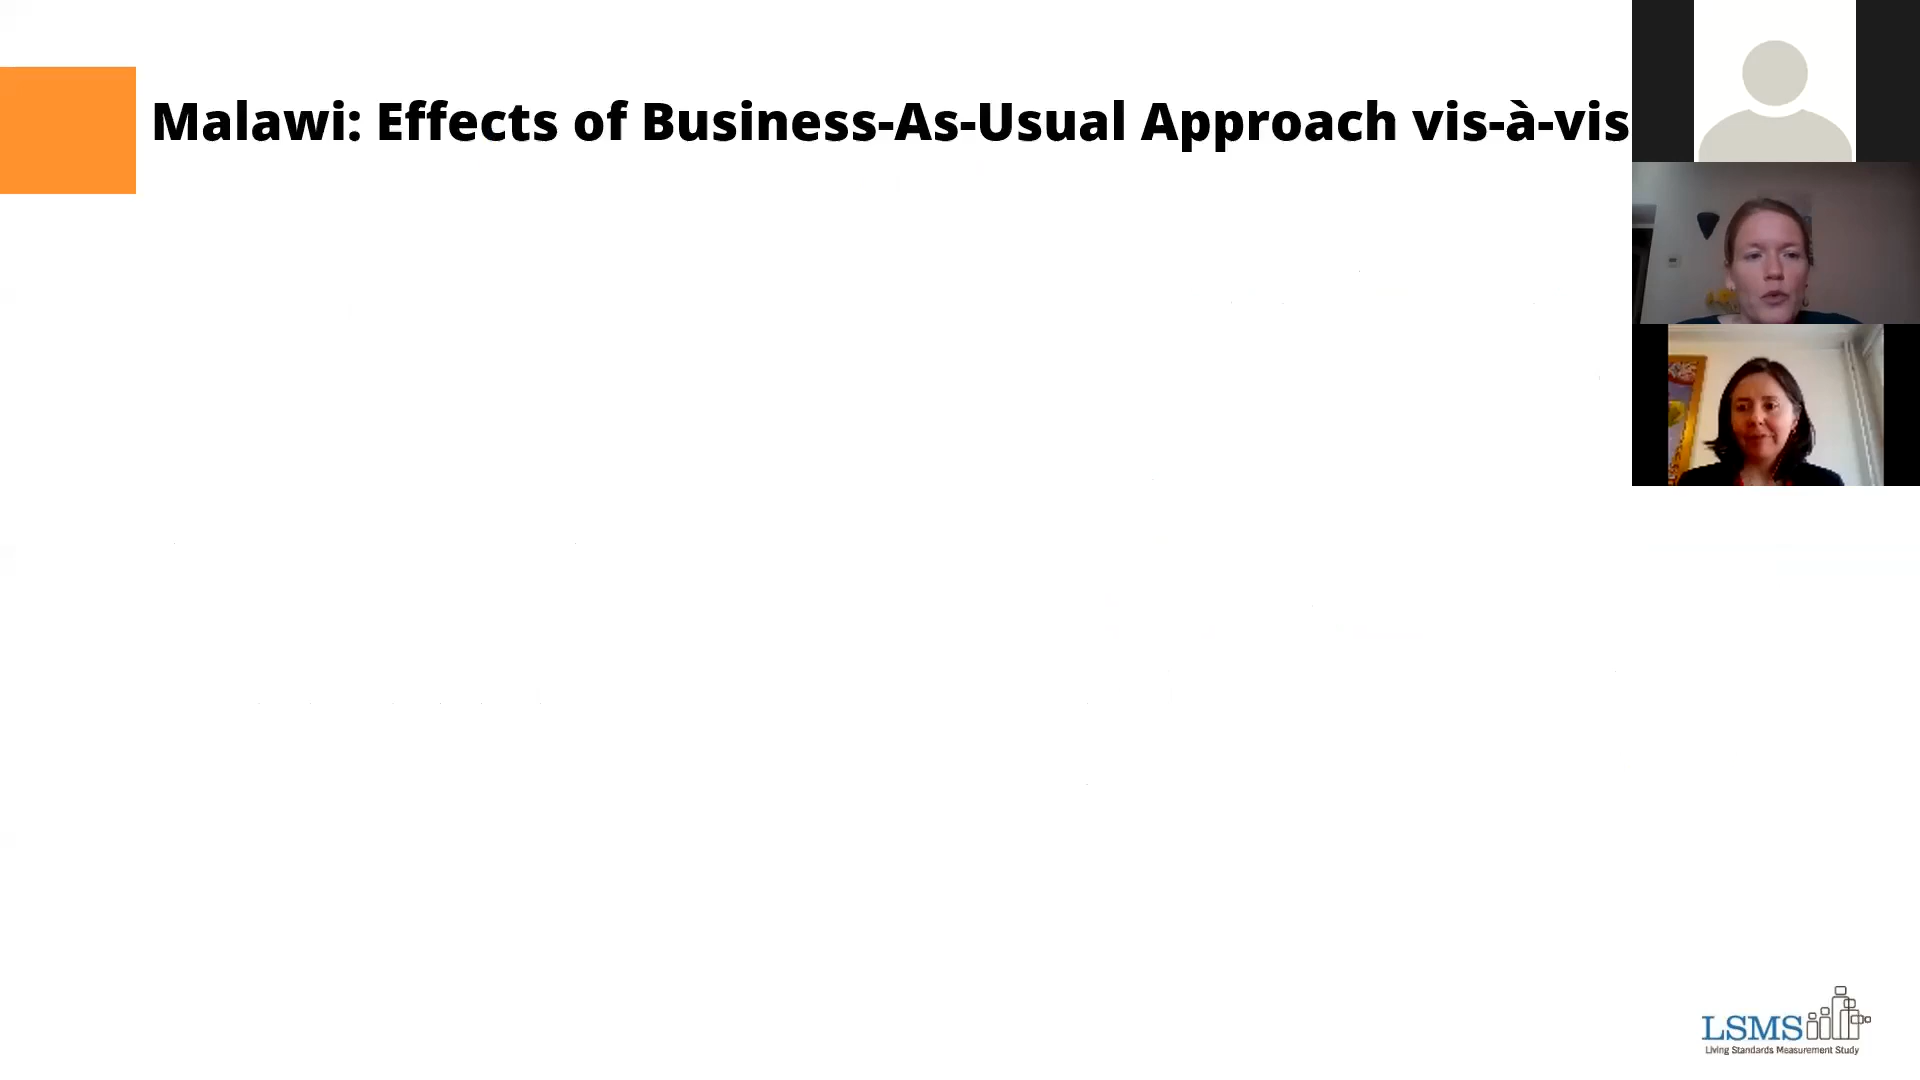 Malawi: Effects of Business-As-Usual Approach vis-à-vis
LSMS
Living Standards Measurement Study